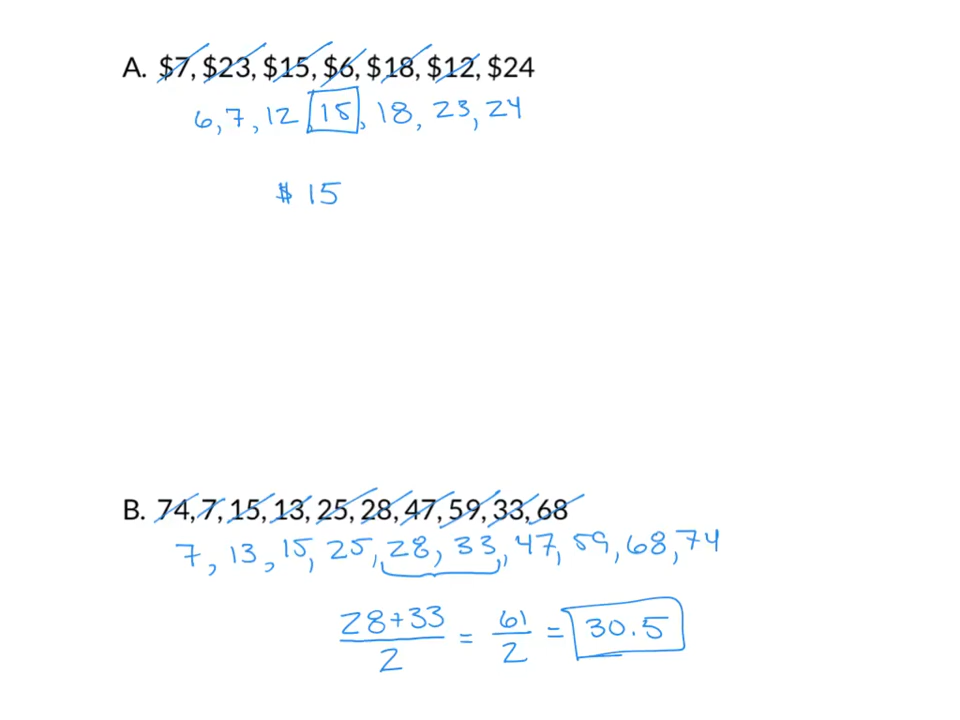 A. $7, $23, $15, $6, $18, $12, $24
6, 7, 12, 15, 18, 23, 24
$ 15
B. 74, 7, 15, 13, 25, 28, 47, 59, 33, 68
7, 13, 15, 25, 28, 33, 47, 59, 68, 74
28+33/2 = 61/2 = 30.5